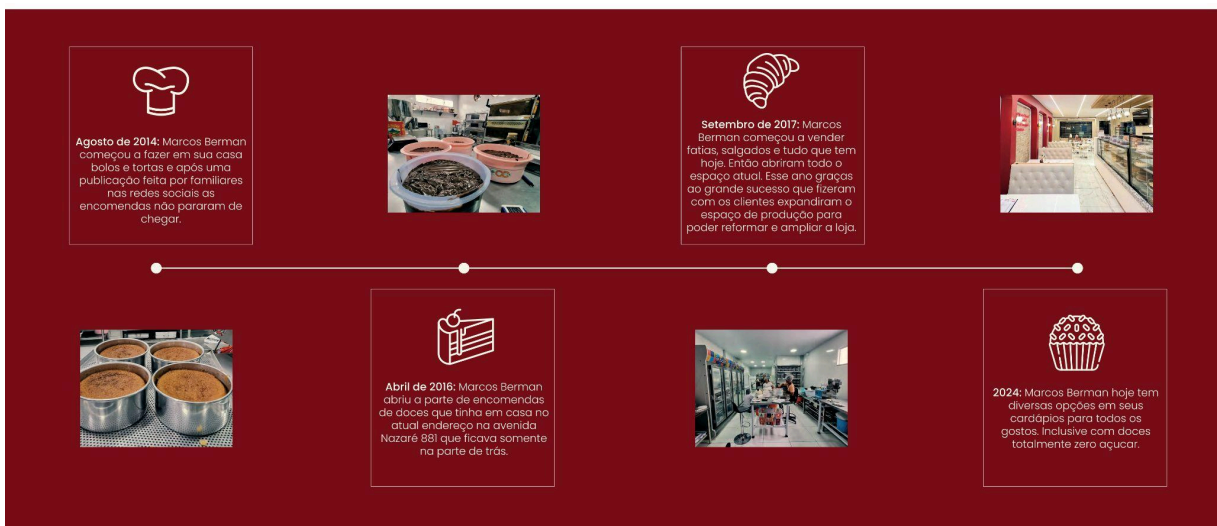 Agosto de 2014: Marcos Berman
começou a fazer em sua casa
bolos e tortas e após uma
publicação feita por familiares
nas redes sociais as
encomendas não pararam de
chegar.
Abril de 2016: Marcos Berman
abriu a parte de encomendas
de doces que tinha em casa no
atual endereço na avenida
Nazaré 881 que ficava somente
na parte de trás.
Setembro de 2017: Marcos
Berman começou a vender
fatias, salgados e tudo que tem
hoje. Então abriram todo o
espaço atual. Esse ano graças
ao grande sucesso que fizeram
com os clientes expandiram o
espaço de produção para
poder reformar e ampliar a loja.
2024: Marcos Berman hoje tem
diversas opções em seus
cardápios para todos os
gostos. Inclusive com doces
totalmente zero açucar.